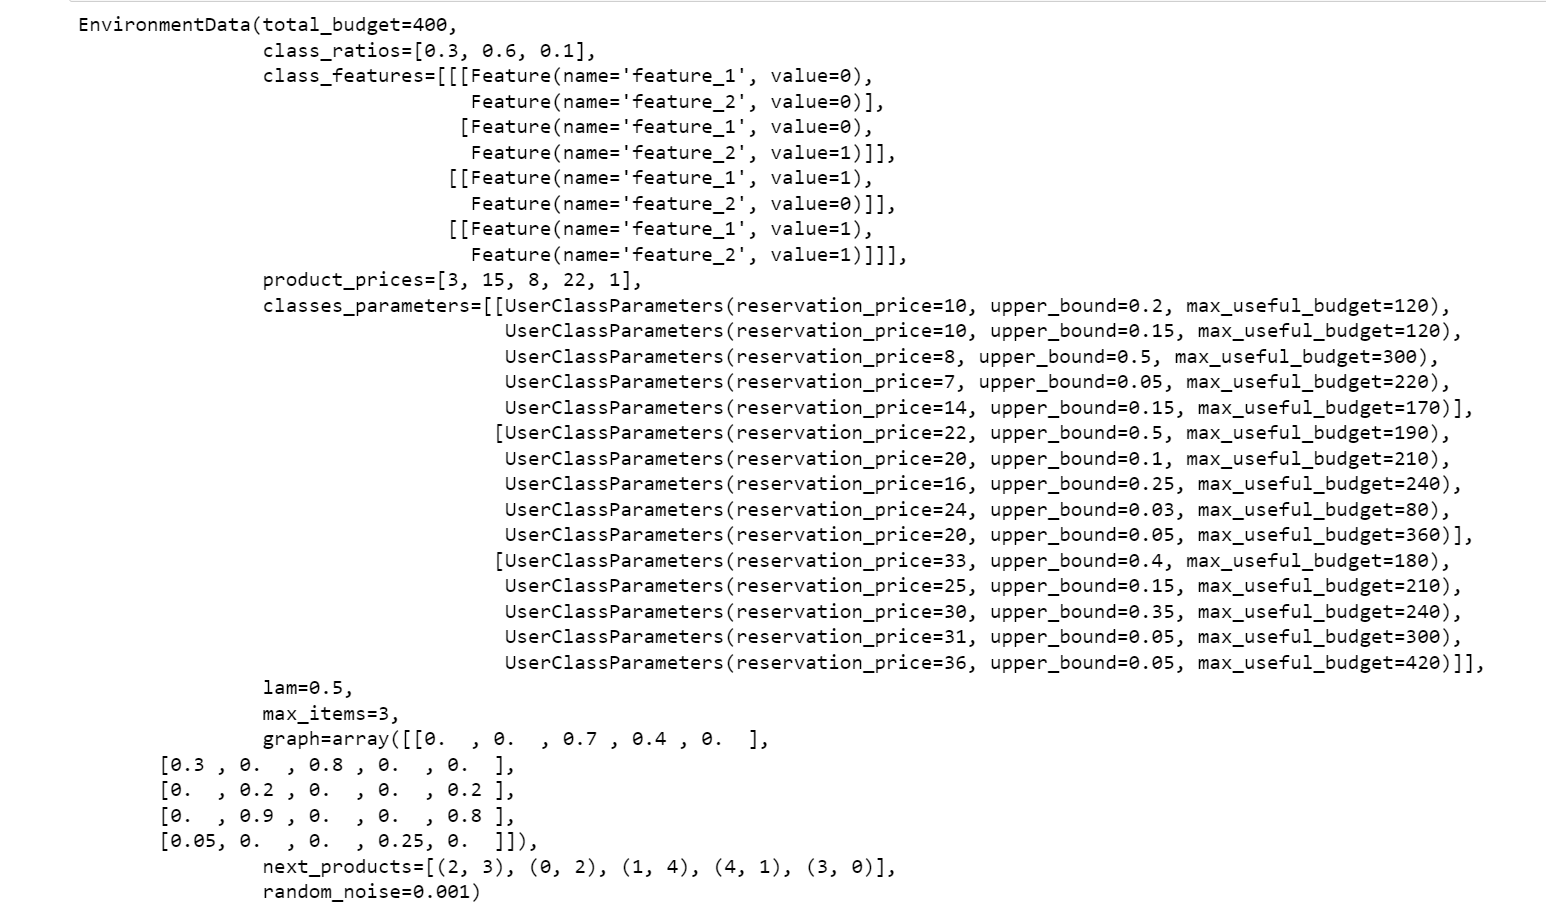 EnvironmentData(total_budget=400,
class_ratios=[0.3, 0.6, 0.1],
class_features=[[[Feature(name='feature_1', value=0),
Feature(name='feature_2', value=0)],
[Feature(name='feature_1', value=0),
Feature(name='feature_2', value=1)]],
[[Feature(name='feature_1', value=1),
Feature(name='feature_2', value=0)]],
[[Feature(name='feature_1', value=1),
Feature(name='feature_2', value=1)]]],
product_prices=[3, 15, 8, 22, 1],
classes_parameters=[[UserClassParameters(reservation_price=10, upper_bound=0.2, max_useful_budget=120),
UserClassParameters(reservation_price=10, upper_bound=0.15, max_useful_budget=120),
UserClassParameters(reservation_price=8, upper_bound=0.5, max_useful_budget=300),
UserClassParameters(reservation_price=7, upper_bound=0.05, max_useful_budget=220),
UserClassParameters(reservation_price=14, upper_bound=0.15, max_useful_budget=170)],
[UserClassParameters(reservation_price=22, upper_bound=0.5, max_useful_budget=190),
UserClassParameters(reservation_price=20, upper_bound=0.1, max_useful_budget=210),
UserClassParameters(reservation_price=16, upper_bound=0.25, max_useful_budget=240),
UserClassParameters(reservation_price=24, upper_bound=0.03, max_useful_budget=80),
UserClassParameters(reservation_price=20, upper_bound=0.05, max_useful_budget=360)],
[UserClassParameters(reservation_price=33, upper_bound=0.4, max_useful_budget=180),
UserClassParameters(reservation_price=25, upper_bound=0.15, max_useful_budget=210),
UserClassParameters(reservation_price=30, upper_bound=0.35, max_useful_budget=240),
UserClassParameters(reservation_price=31, upper_bound=0.05, max_useful_budget=300),
UserClassParameters(reservation_price=36, upper_bound=0.05, max_useful_budget=420)]],
lam=0.5,
max_items=3,
graph=array([[0.  , 0.  , 0.7 , 0.4 , 0.  ],
[0.3 , 0.  , 0.8 , 0.  , 0.  ],
[0.  , 0.2 , 0.  , 0.  , 0.2 ],
[0.  , 0.9 , 0.  , 0.  , 0.8 ],
[0.05, 0.  , 0.  , 0.25, 0.  ]]),
next_products=[(2, 3), (0, 2), (1, 4), (4, 1), (3, 0)],
random_noise=0.001)